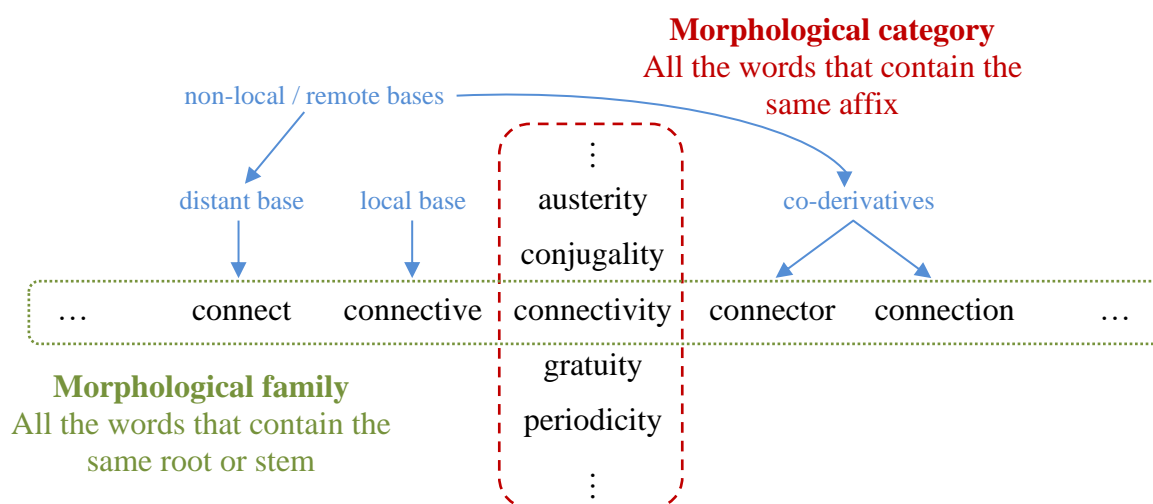 Morphological category
All the words that contain the
same affix
non-local / remote bases
⋮
distant base local base austerity co-derivatives
conjugality
… connect connective connectivity connector connection …
gratuity
Morphological family
All the words that contain the
same root or stem
periodicity
⋮